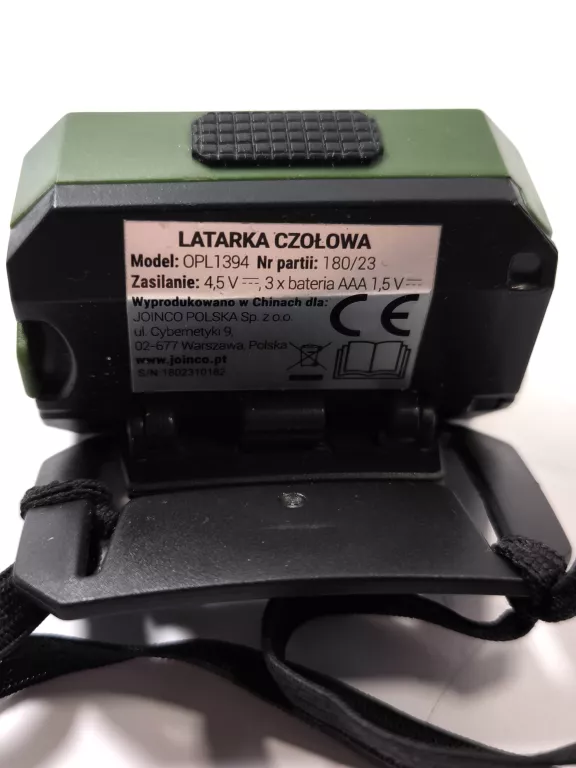 LATARKA CZOŁOWA
Model: OPL1394 Nr partii: 180/23
Zasilanie: 4,5 V ⎓, 3 x bateria AAA 1,5 V ⎓
Wyprodukowano w Chinach dla:
JOINCO POLSKA Sp. z o.o.
ul. Cybernetyki 9,
02-677 Warszawa, Polska
www.joinco.pt
S/N 1802310182
CE